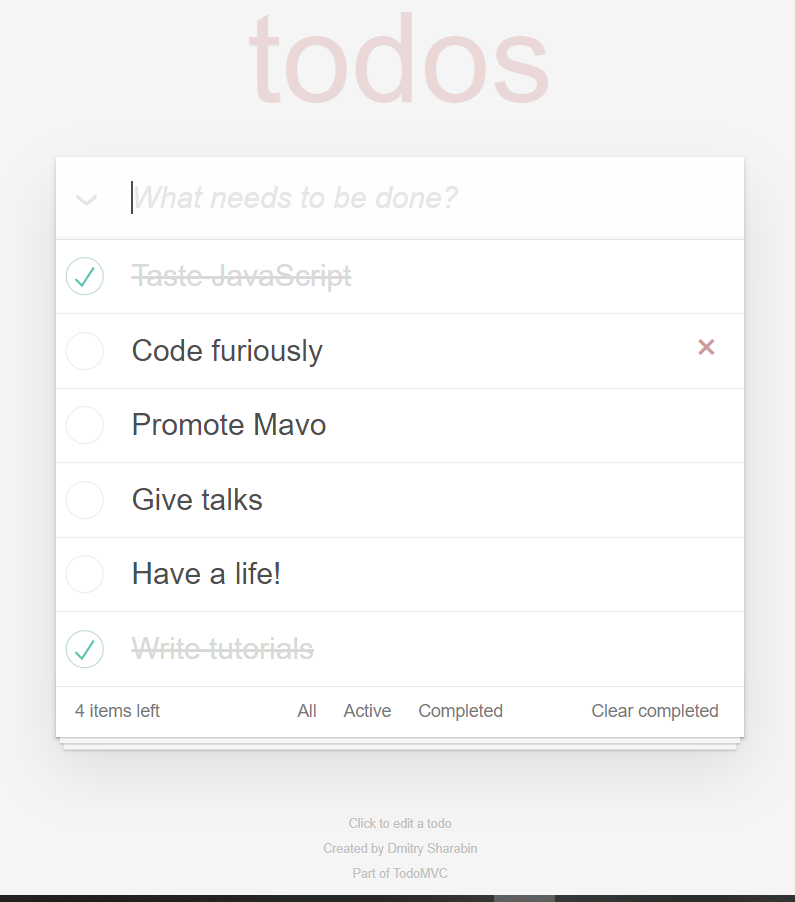 todos
What needs to be done?
Taste JavaScript
Code furiously
Promote Mavo
Give talks
Have a life!
Write tutorials
4 items left All Active Completed Clear completed
Click to edit a todo
Created by Dmitry Sharabin
Part of TodoMVC